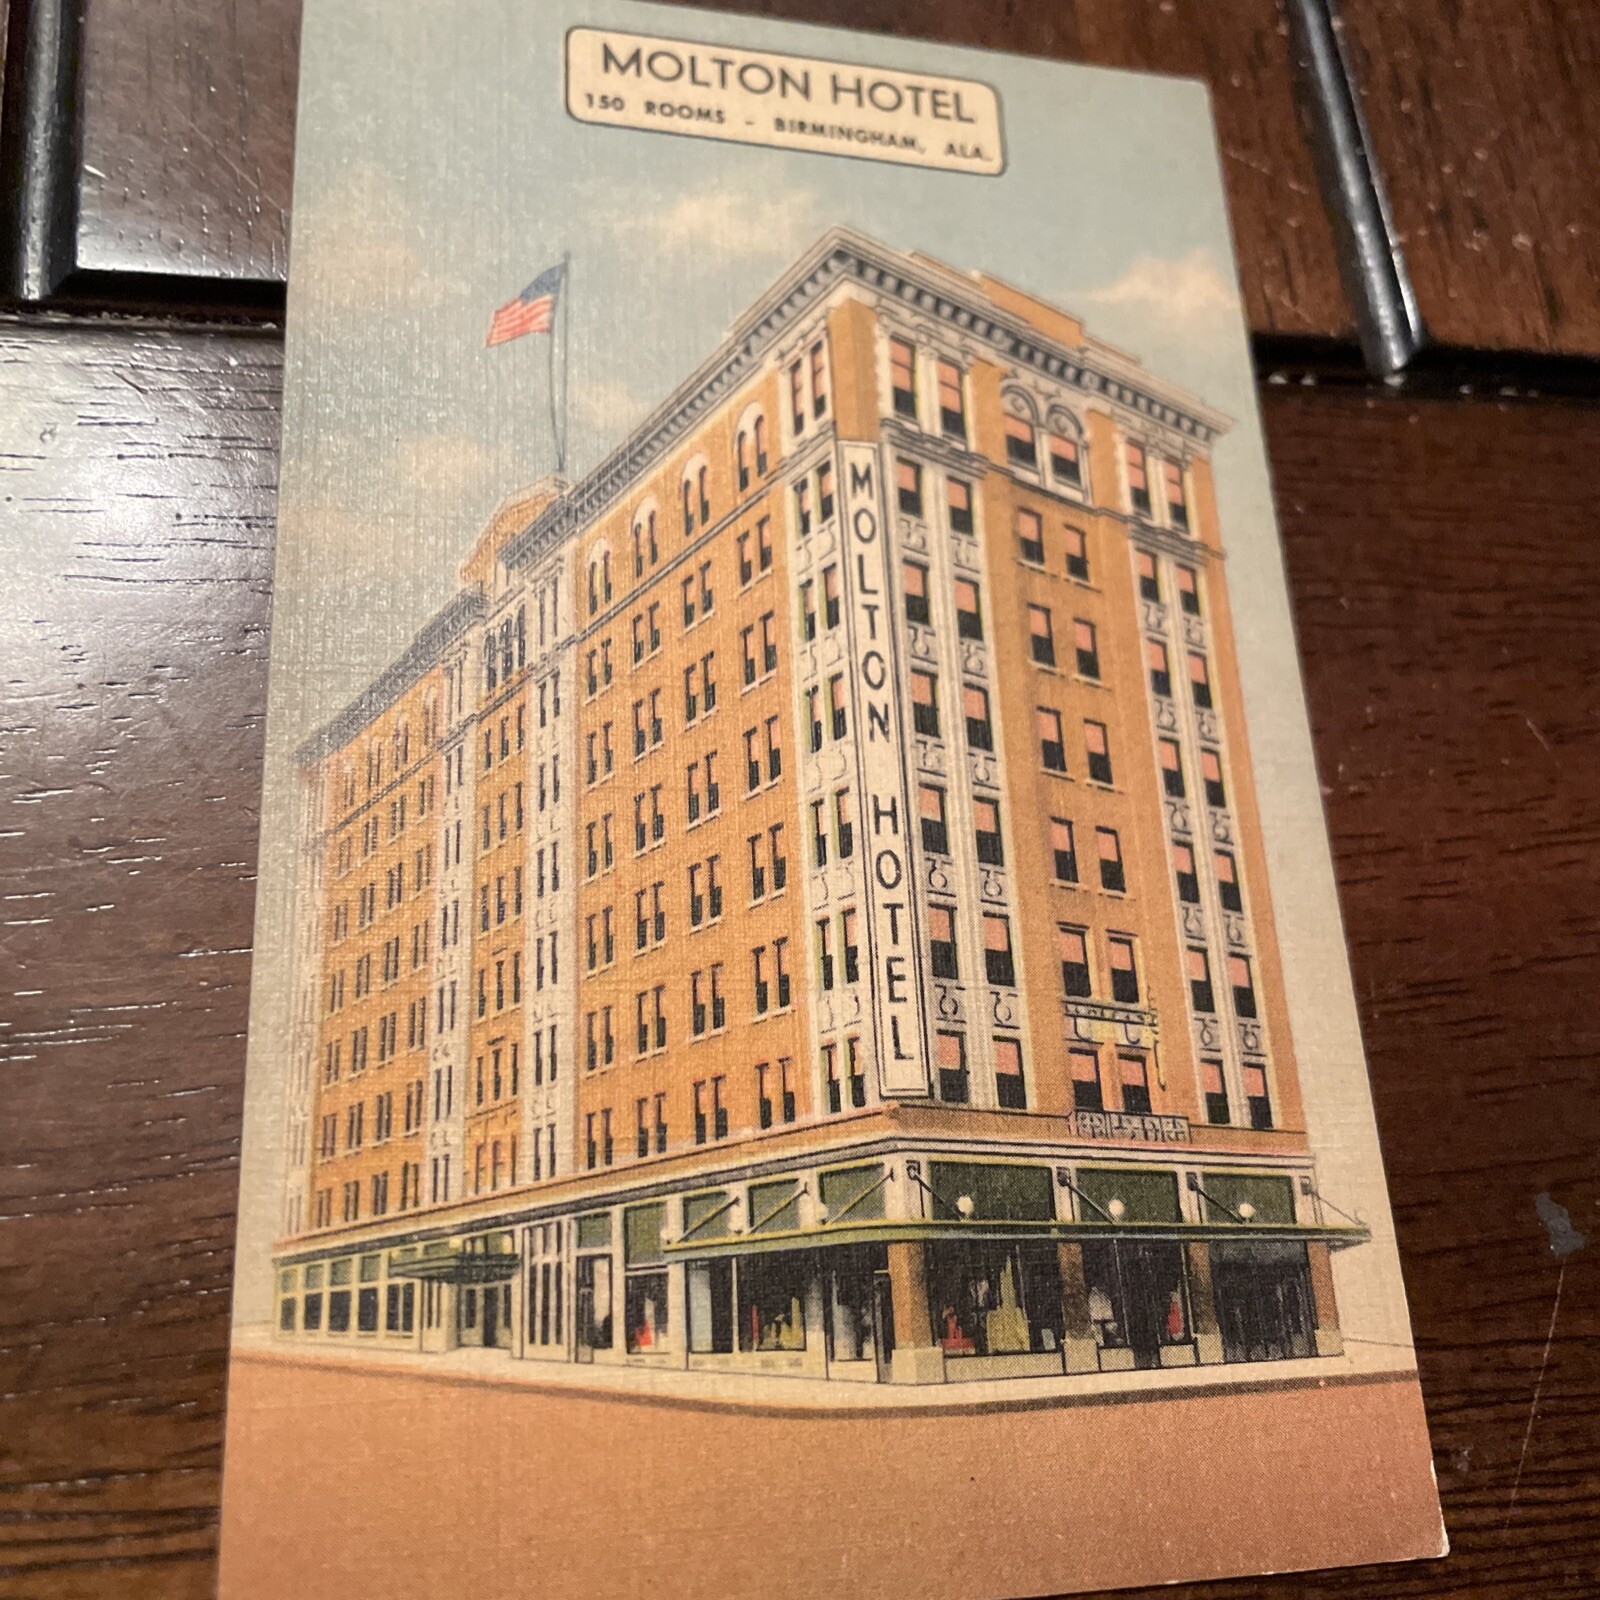 MOLTON HOTEL
150 ROOMS - BIRMINGHAM, ALA.
MOLTON HOTEL